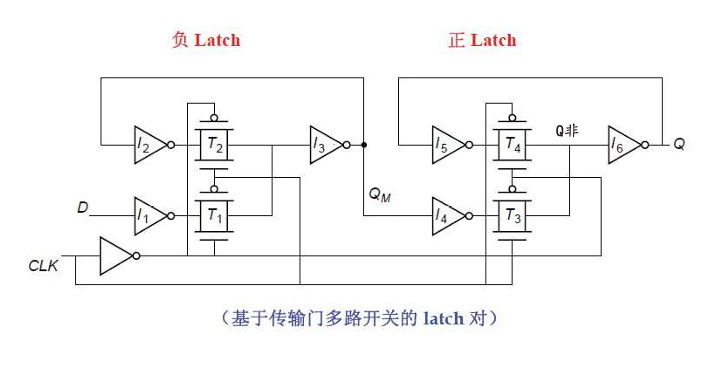 负 Latch
正 Latch
Q非
I2
T2
I3
I5
T4
I6
Q
QM
D
I1
T1
I4
T3
CLK
（基于传输门多路开关的 latch 对）